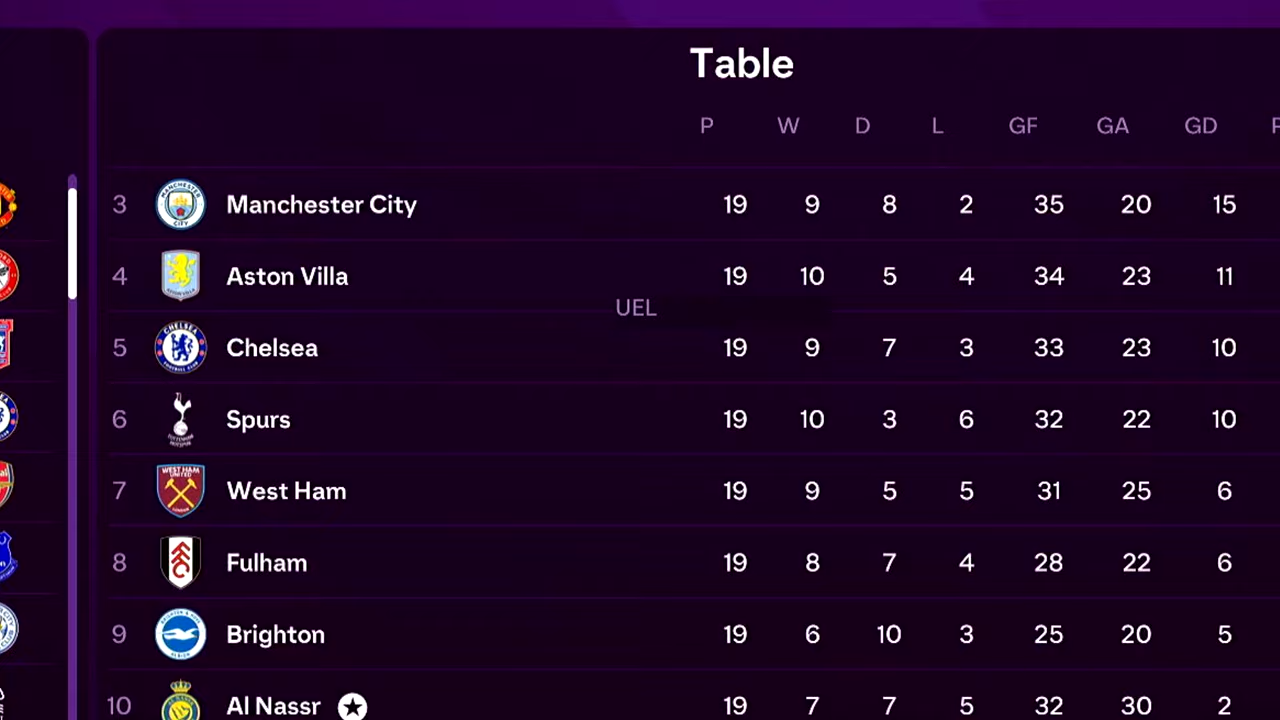 Table
P W D L GF GA GD
3 Manchester City 19 9 8 2 35 20 15
4 Aston Villa 19 10 5 4 34 23 11
UEL
5 Chelsea 19 9 7 3 33 23 10
6 Spurs 19 10 3 6 32 22 10
7 West Ham 19 9 5 5 31 25 6
8 Fulham 19 8 7 4 28 22 6
9 Brighton 19 6 10 3 25 20 5
10 Al Nassr 19 7 7 5 32 30 2